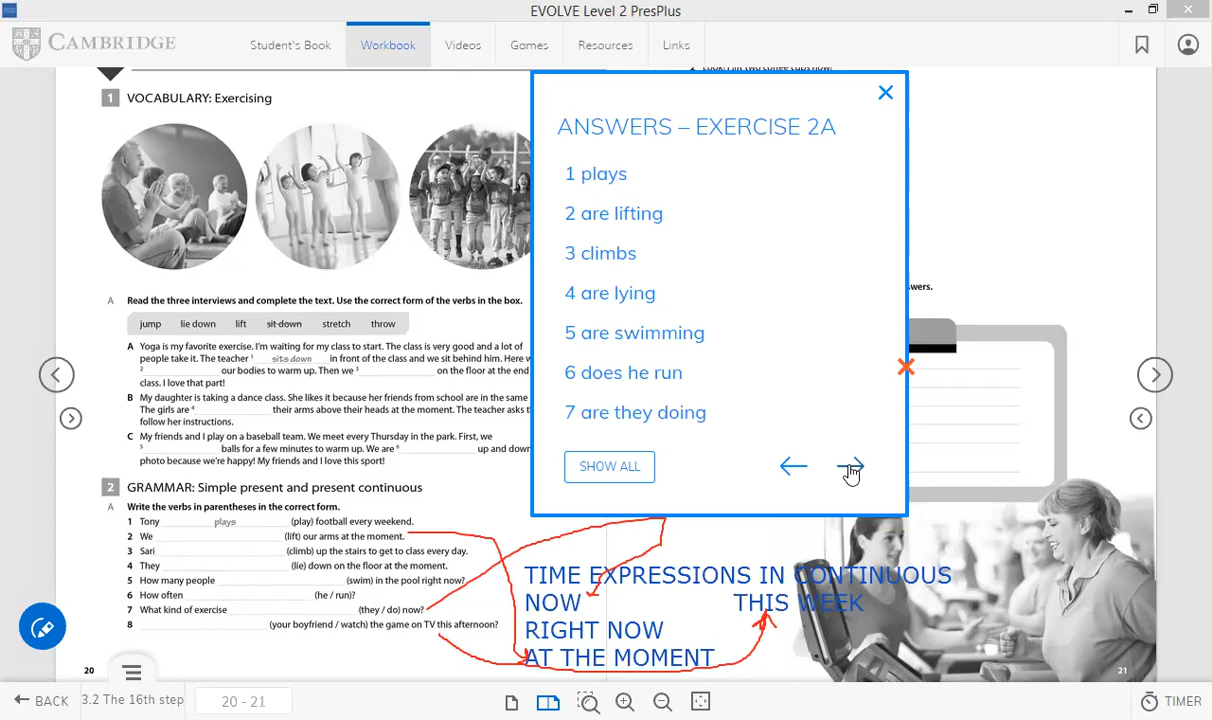 EVOLVE Level 2 PresPlus
CAMBRIDGE
Student's Book
Workbook
Videos
Games
Resources
Links
1 VOCABULARY: Exercising
A Read the three interviews and complete the text. Use the correct form of the verbs in the box.
jump lie down lift sit down stretch throw
A Yoga is my favorite exercise. I'm waiting for my class to start. The class is very good and a lot of
people take it. The teacher 1 sits down in front of the class and we sit behind him. Here w
2 our bodies to warm up. Then we 3 on the floor at the end
class. I love that part!
B My daughter is taking a dance class. She likes it because her friends from school are in the same
The girls are 4 their arms above their heads at the moment. The teacher asks t
follow her instructions.
C My friends and I play on a baseball team. We meet every Thursday in the park. First, we
5 balls for a few minutes to warm up. We are 6 up and down
photo because we're happy! My friends and I love this sport!
2 GRAMMAR: Simple present and present continuous
A Write the verbs in parentheses in the correct form.
1 Tony plays (play) football every weekend.
2 We (lift) our arms at the moment.
3 Sari (climb) up the stairs to get to class every day.
4 They (lie) down on the floor at the moment.
5 How many people (swim) in the pool right now?
6 How often (he / run)?
7 What kind of exercise (they / do) now?
8 (your boyfriend / watch) the game on TV this afternoon?
20
ANSWERS – EXERCISE 2A
1 plays
2 are lifting
3 climbs
4 are lying
5 are swimming
6 does he run
7 are they doing
SHOW ALL
wers.
TIME EXPRESSIONS IN CONTINUOUS
NOW THIS WEEK
RIGHT NOW
AT THE MOMENT
21
BACK
3.2 The 16th step
20 - 21
TIMER